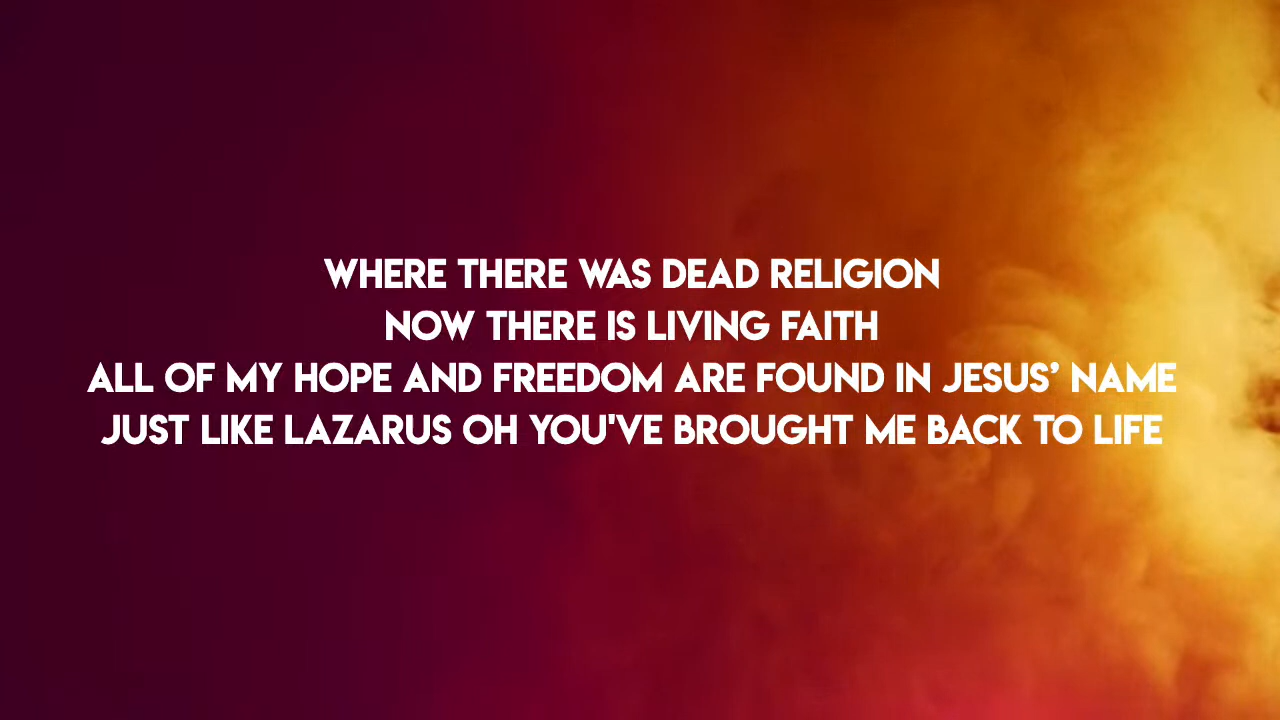 WHERE THERE WAS DEAD RELIGION
NOW THERE IS LIVING FAITH
ALL OF MY HOPE AND FREEDOM ARE FOUND IN JESUS’ NAME
JUST LIKE LAZARUS OH YOU'VE BROUGHT ME BACK TO LIFE